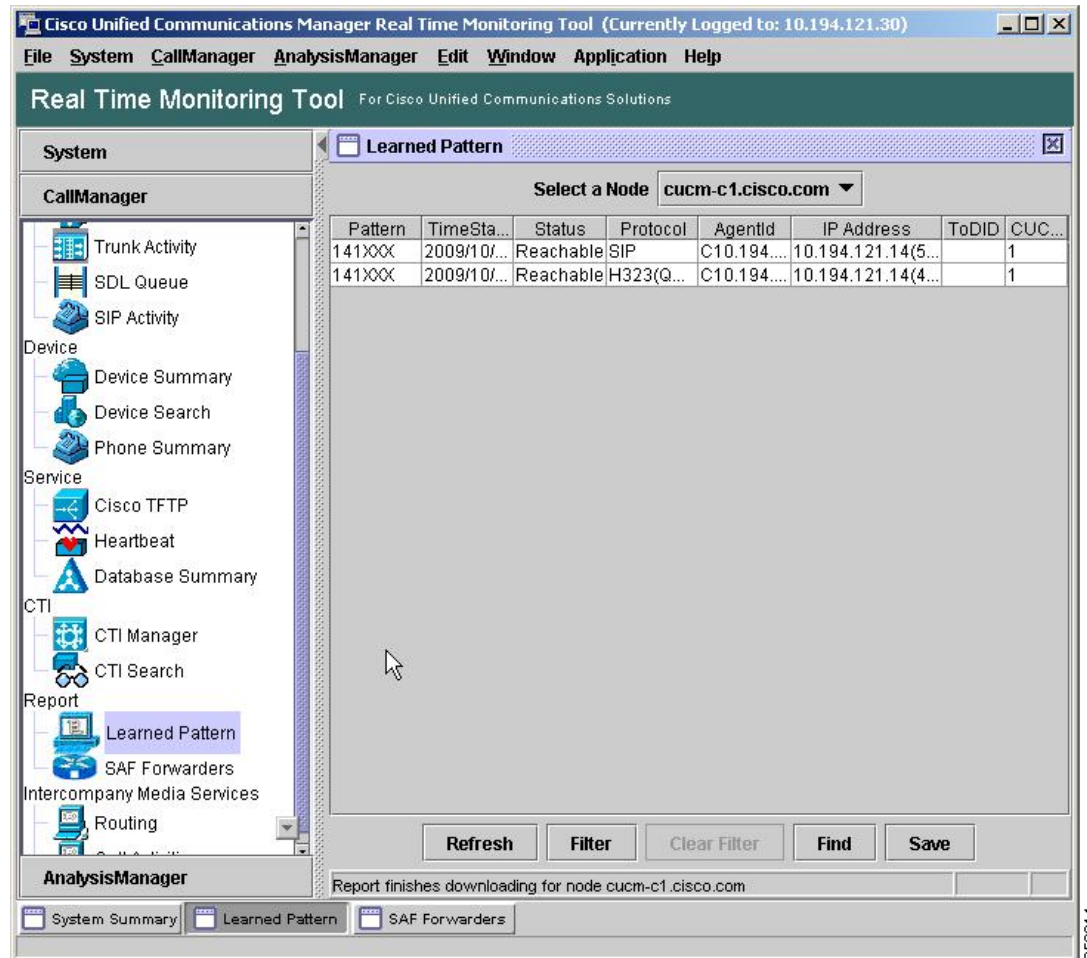 Cisco Unified Communications Manager Real Time Monitoring Tool (Currently Logged to: 10.194.121.30)
File System CallManager AnalysisManager Edit Window Application Help
Real Time Monitoring Tool For Cisco Unified Communications Solutions
System
CallManager
Trunk Activity
SDL Queue
SIP Activity
Device
Device Summary
Device Search
Phone Summary
Service
Cisco TFTP
Heartbeat
Database Summary
CTI
CTI Manager
CTI Search
Report
Learned Pattern
SAF Forwarders
Intercompany Media Services
Routing
AnalysisManager
Learned Pattern
Select a Node cucm-c1.cisco.com
Pattern TimeSta... Status Protocol AgentId IP Address ToDID CUC...
141XXX 2009/10/... Reachable SIP C10.194.... 10.194.121.14(5... 1
141XXX 2009/10/... Reachable H323(Q... C10.194.... 10.194.121.14(4... 1
Refresh Filter Clear Filter Find Save
Report finishes downloading for node cucm-c1.cisco.com
System Summary Learned Pattern SAF Forwarders